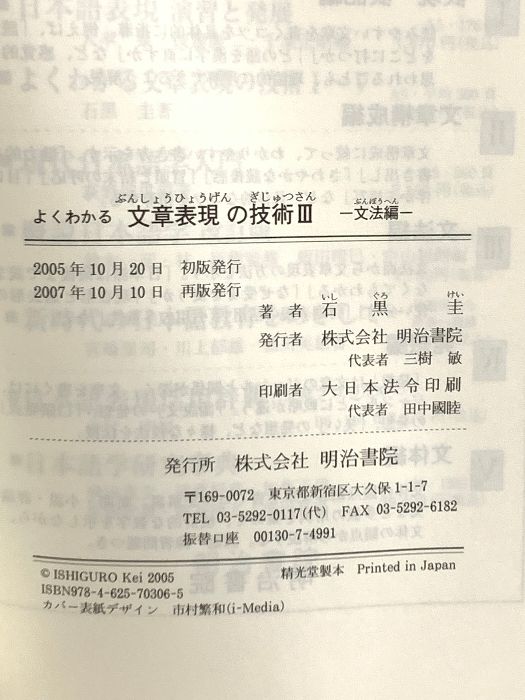 ぶんしょうひょうげん ぎじゅつさん ぶんぽうへん
よくわかる 文章表現の技術Ⅲ ―文法編―
2005年10月20日 初版発行
2007年10月10日 再版発行
いし ぐろ けい
著者 石黒圭
発行者 株式会社 明治書院
代表者 三樹 敏
印刷者 大日本法令印刷
代表者 田中國睦
発行所 株式会社 明治書院
〒169-0072 東京都新宿区大久保1-1-7
TEL 03-5292-0117(代) FAX 03-5292-6182
振替口座 00130-7-4991
© ISHIGURO Kei 2005 精光堂製本 Printed in Japan
ISBN978-4-625-70306-5
カバー表紙デザイン 市村繁和(i-Media)